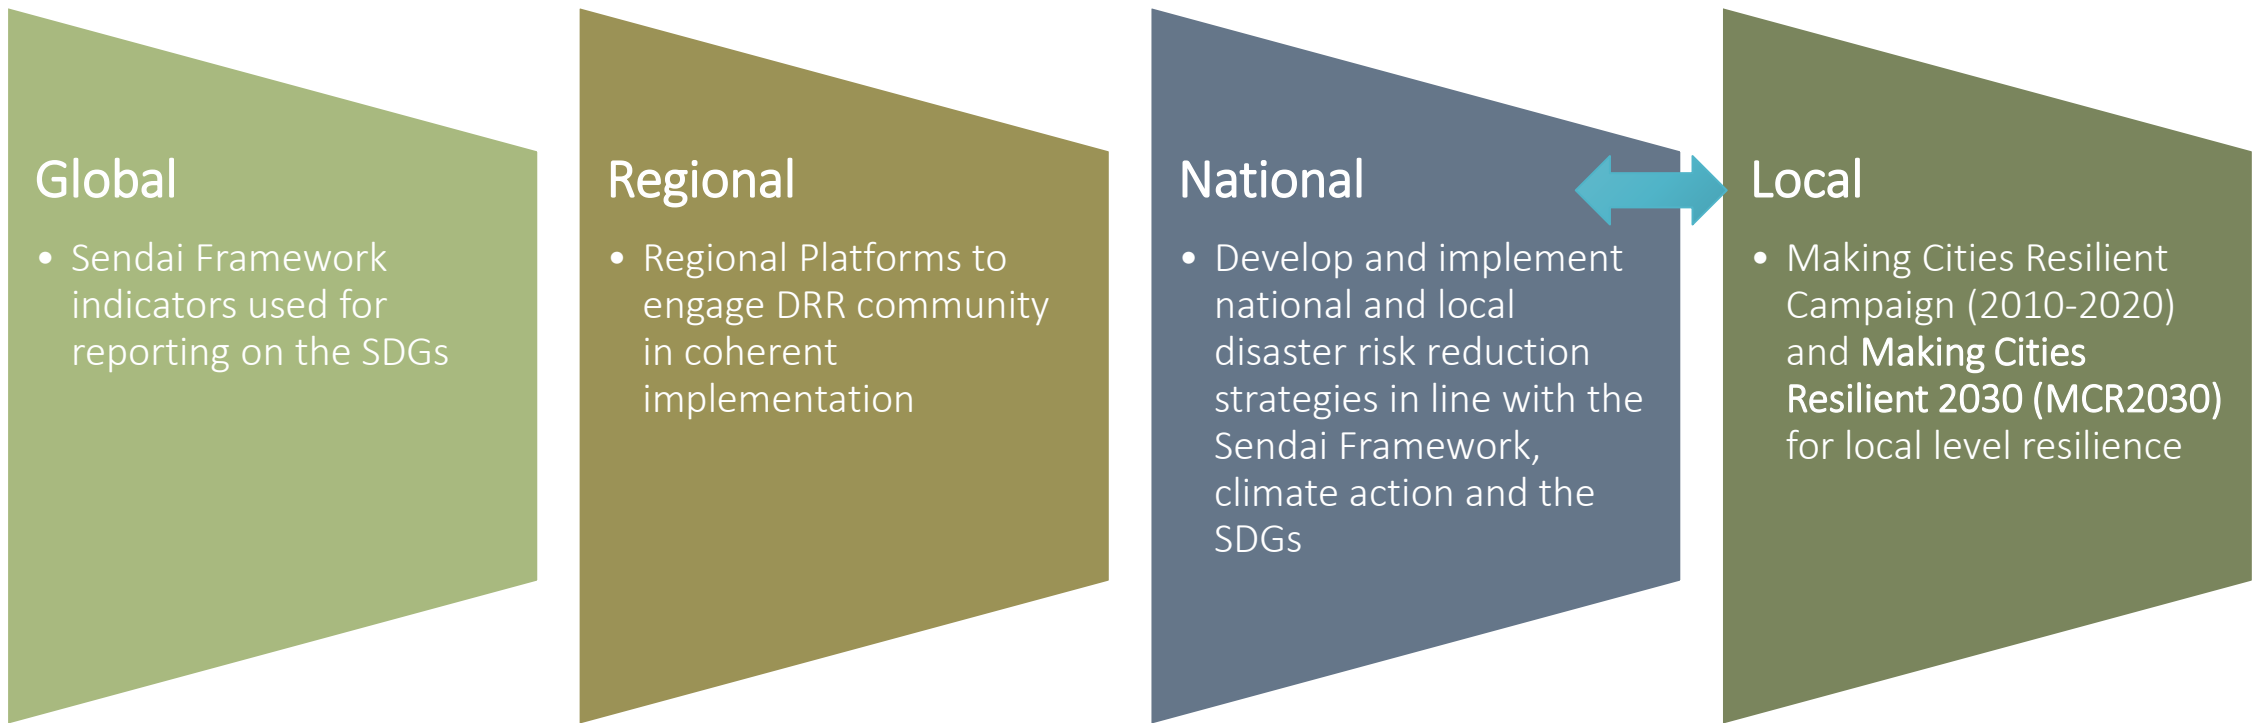 Global
• Sendai Framework
indicators used for
reporting on the SDGs
Regional
• Regional Platforms to
engage DRR community
in coherent
implementation
National
• Develop and implement
national and local
disaster risk reduction
strategies in line with the
Sendai Framework,
climate action and the
SDGs
Local
• Making Cities Resilient
Campaign (2010-2020)
and Making Cities
Resilient 2030 (MCR2030)
for local level resilience